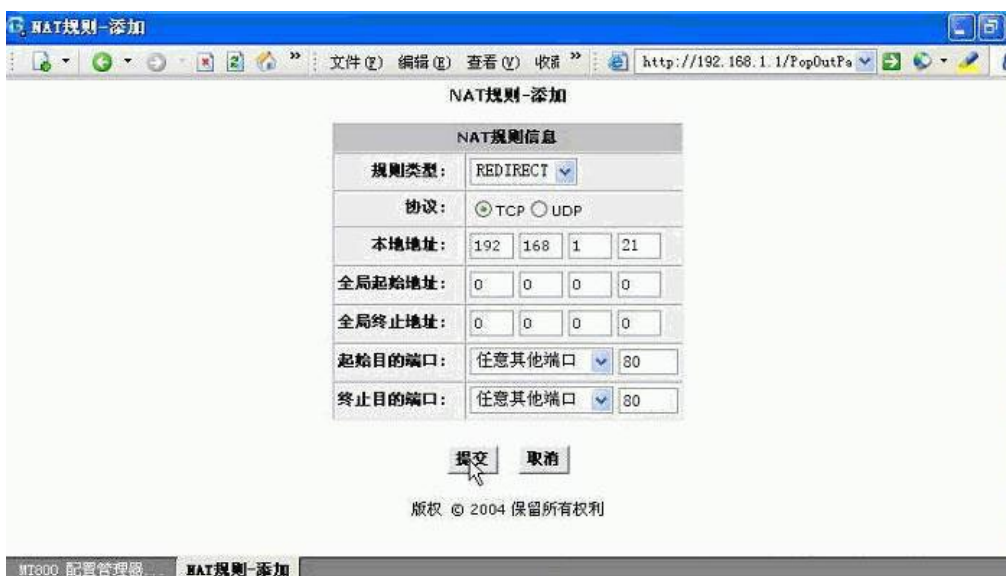 NAT规则-添加
文件(F) 编辑(E) 查看(V) 收藏 » http://192.168.1.1/PopOutPa
NAT规则-添加
NAT规则信息
规则类型: REDIRECT
协议: TCP UDP
本地地址: 192 168 1 21
全局起始地址: 0 0 0 0
全局终止地址: 0 0 0 0
起始目的端口: 任意其他端口 80
终止目的端口: 任意其他端口 80
提交 取消
版权 © 2004 保留所有权利
MT800 配置管理器... NAT规则-添加